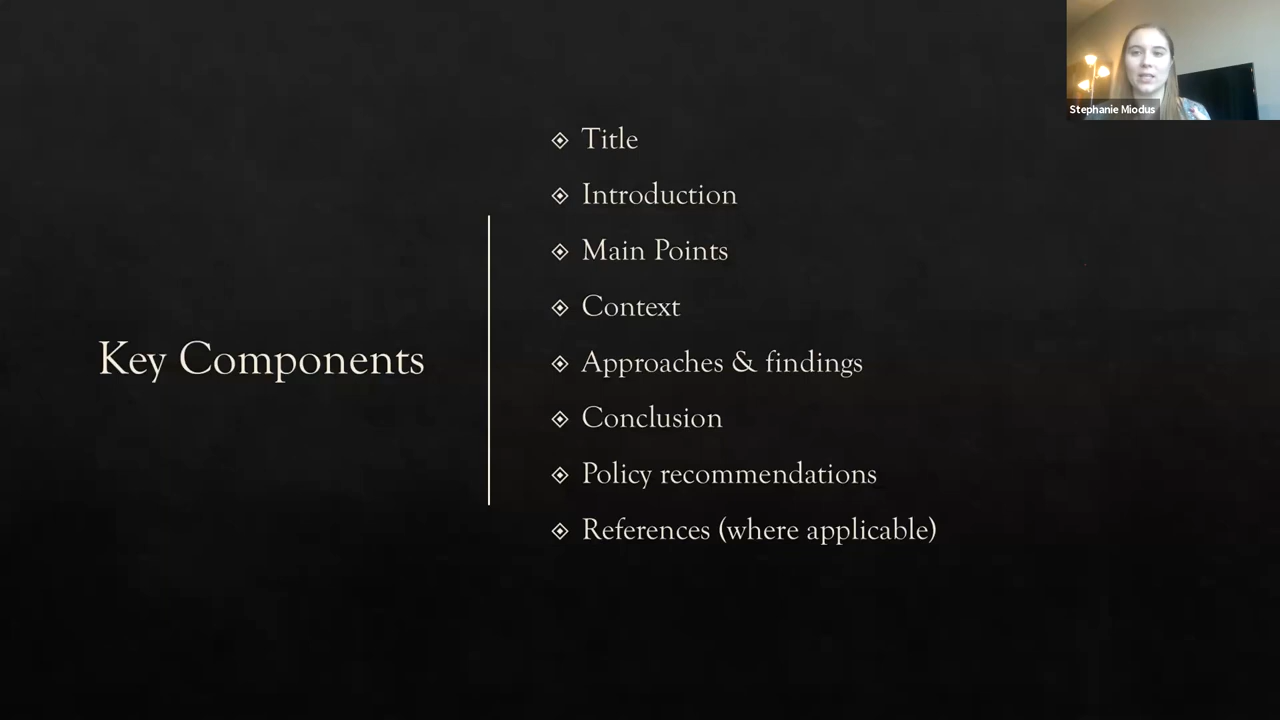 Stephanie Miodus
Key Components
Title
Introduction
Main Points
Context
Approaches & findings
Conclusion
Policy recommendations
References (where applicable)